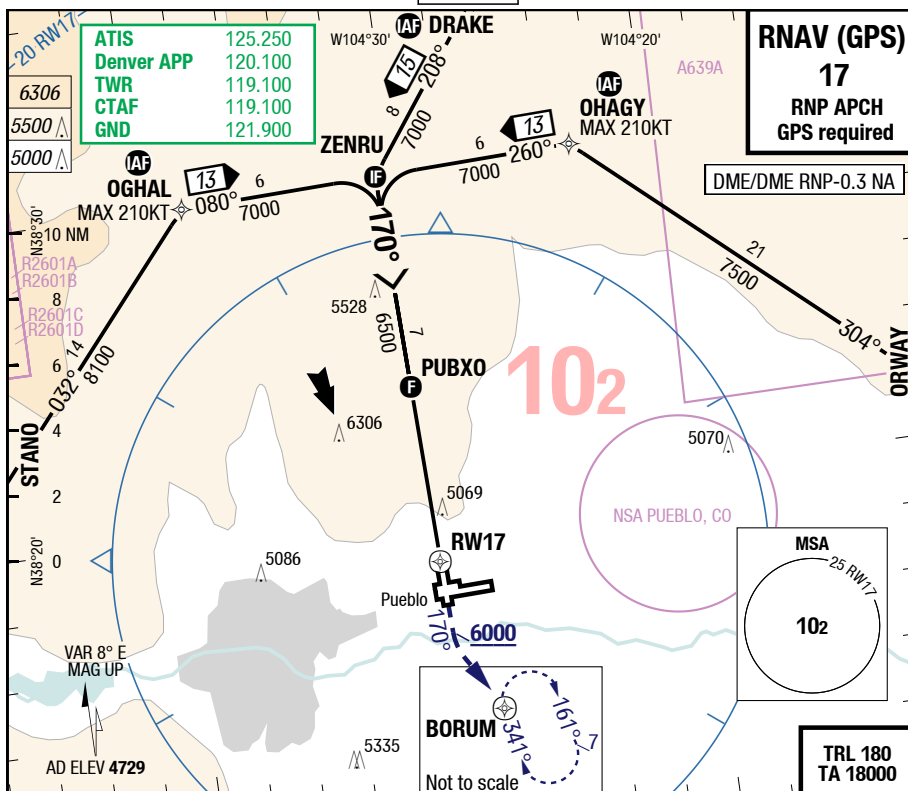 20 RW17
ATIS 125.250
Denver APP 120.100
TWR 119.100
CTAF 119.100
GND 121.900
6306
5500
5000
W104°30'
IAF DRAKE
15
208°
8
7000
W104°20'
A639A
RNAV (GPS)
17
RNP APCH
GPS required
DME/DME RNP-0.3 NA
IAF
OHAGY
MAX 210KT
13
260°
6
7000
ZENRU
IF
IAF
OGHAL
MAX 210KT
13
080°
6
7000
170°
21
7500
304°
ORWAY
N38°30'
10 NM
R2601A
R2601B
R2601C
R2601D
8
6
4
2
0
14
8100
032°
STANO
5528
7
6500
PUBXO
F
102
6306
5070
5069
NSA PUEBLO, CO
RW17
5086
N38°20'
Pueblo
170°
6000
MSA
25 RW17
102
VAR 8° E
MAG UP
AD ELEV 4729
5335
BORUM
161°
7
341°
Not to scale
TRL 180
TA 18000